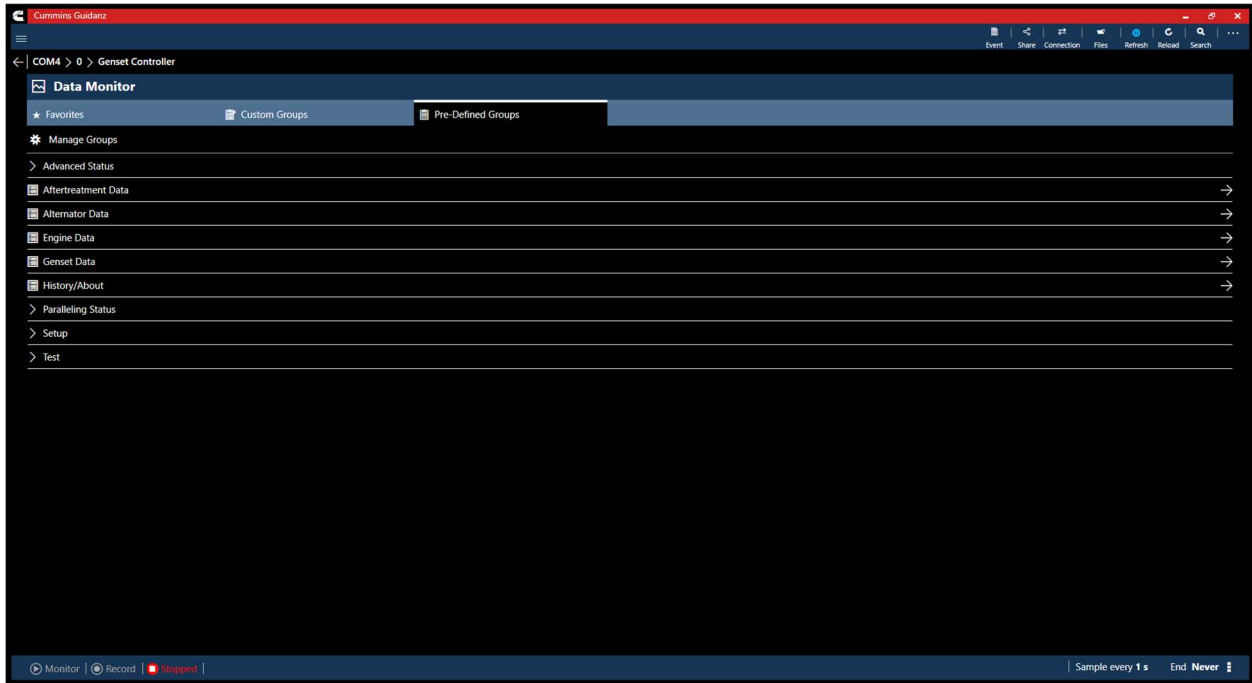 Cummins Guidanz
Event Share Connection Files Refresh Reload Search
COM4 > 0 > Genset Controller
Data Monitor
Favorites Custom Groups Pre-Defined Groups
Manage Groups
Advanced Status
Aftertreatment Data
Alternator Data
Engine Data
Genset Data
History/About
Paralleling Status
Setup
Test
Monitor | Record | Stopped | | Sample every 1 s End Never